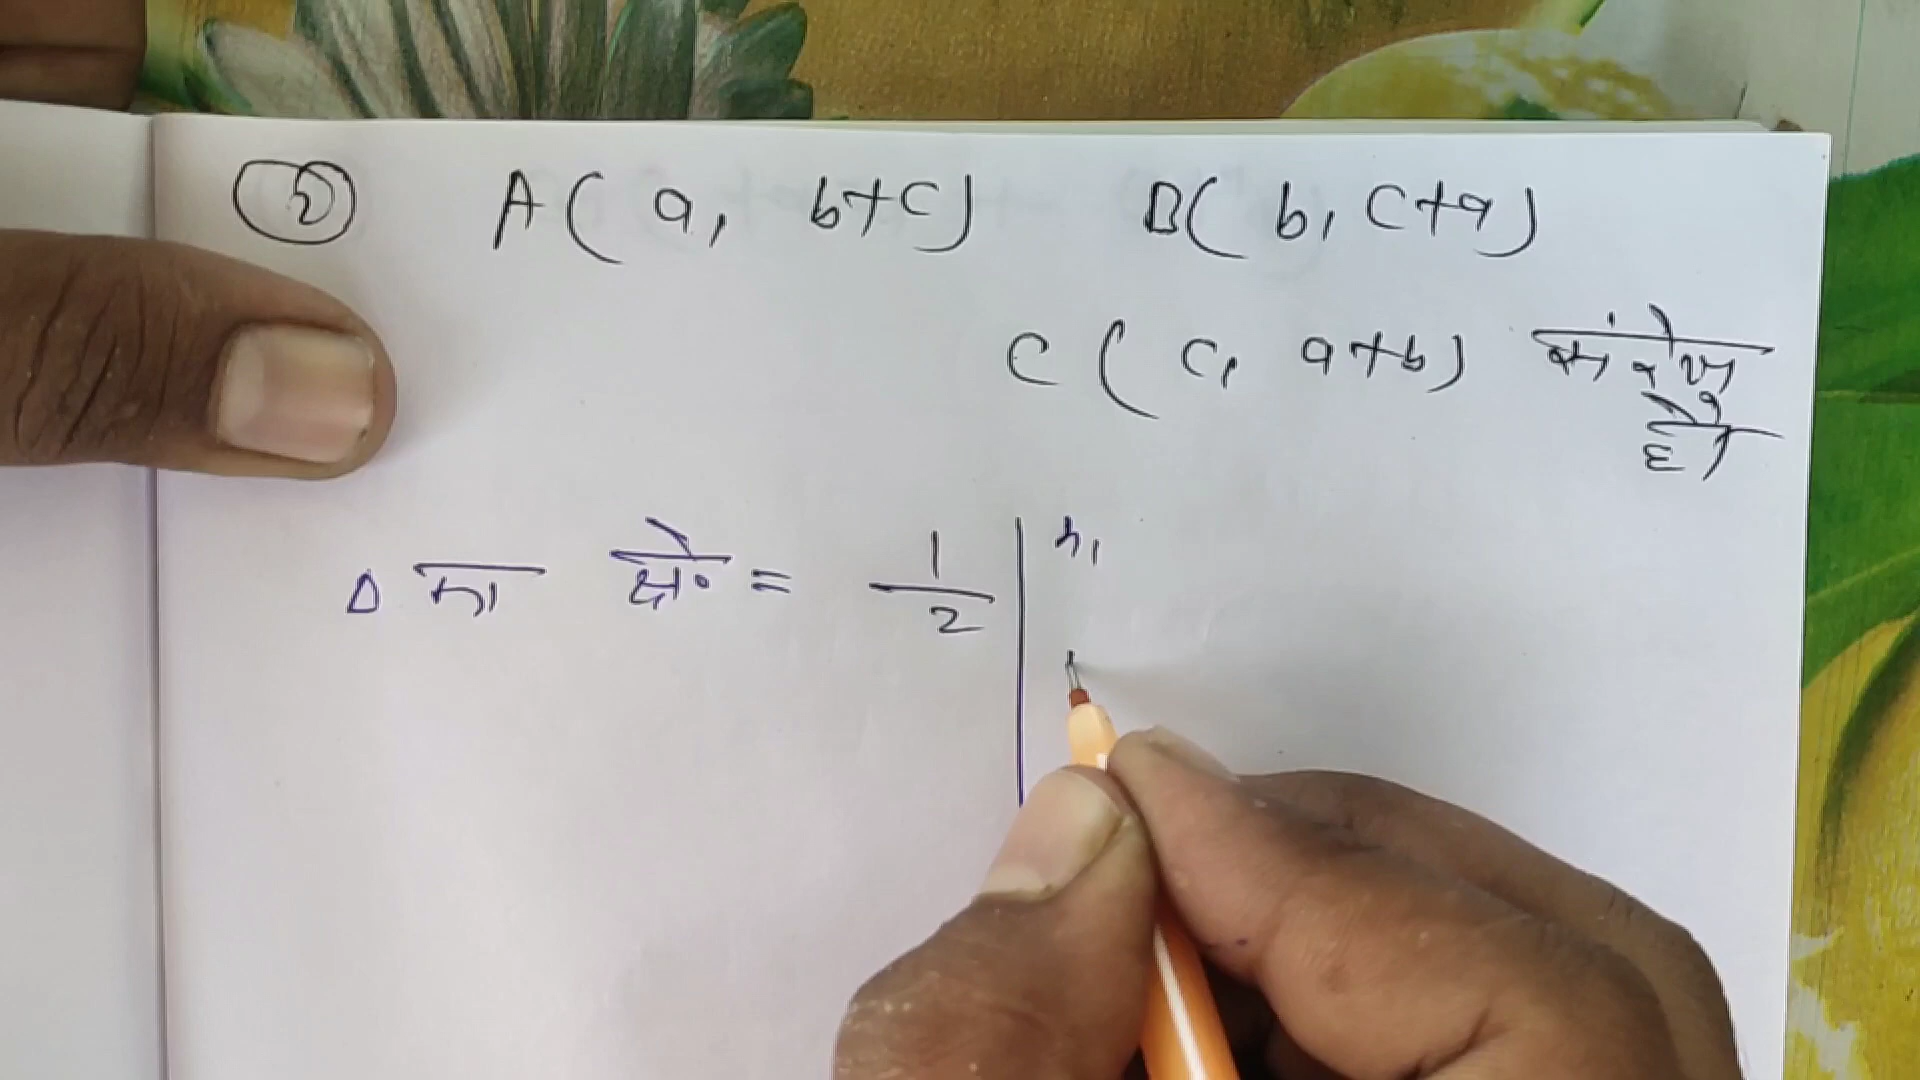 ② A(a, b+c) B(b, c+a)
C(c, a+b) संरेख
है
Δ का क्षे० = 1/2 | x₁